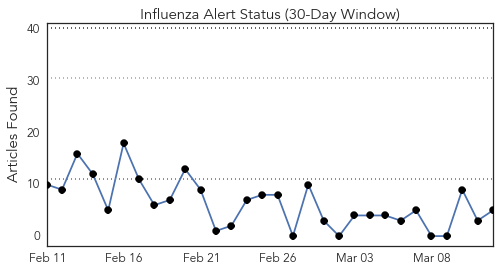 Influenza Alert Status (30-Day Window)
Articles Found
40
30
20
10
0
Feb 11 Feb 16 Feb 21 Feb 26 Mar 03 Mar 08